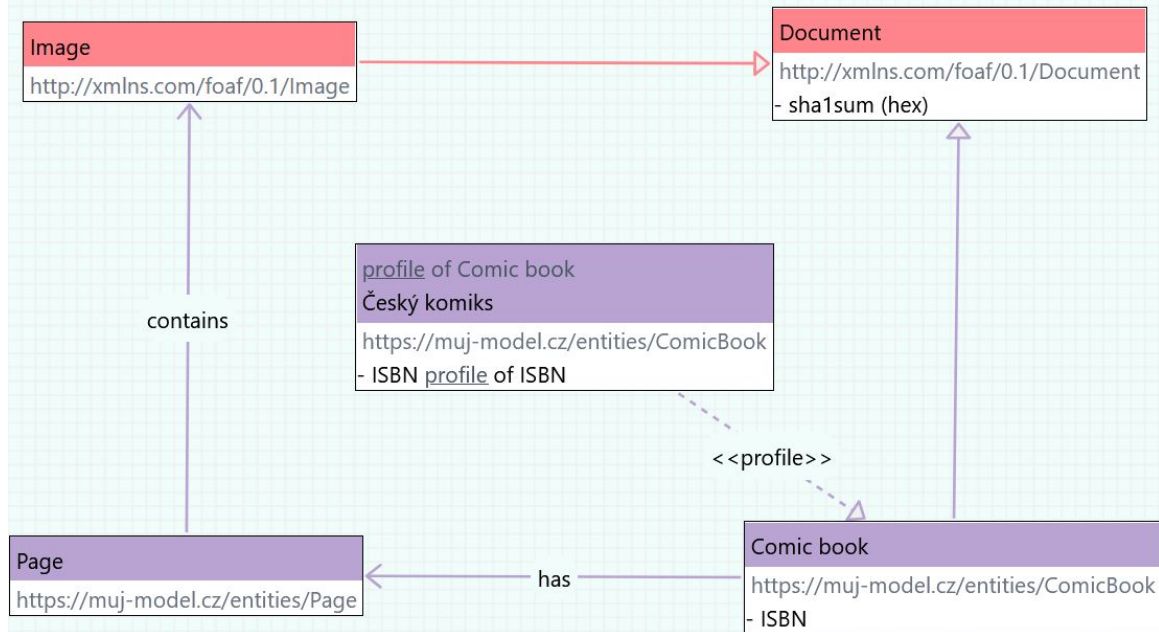 Image
http://xmlns.com/foaf/0.1/Image
Document
http://xmlns.com/foaf/0.1/Document
- sha1sum (hex)
contains
profile of Comic book
Český komiks
https://muj-model.cz/entities/ComicBook
- ISBN profile of ISBN
<<profile>>
Page
https://muj-model.cz/entities/Page
has
Comic book
https://muj-model.cz/entities/ComicBook
- ISBN